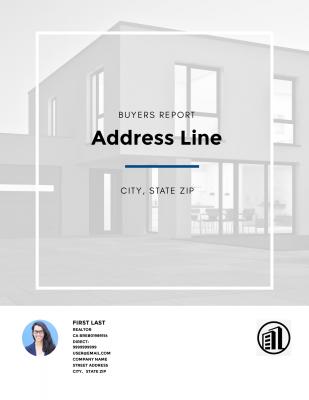 BUYERS REPORT
Address Line
CITY, STATE ZIP
FIRST LAST
REALTOR
DIRECT:
9999999999
USER@EMAIL.COM
COMPANY NAME
STREET ADDRESS
CITY, STATE ZIP